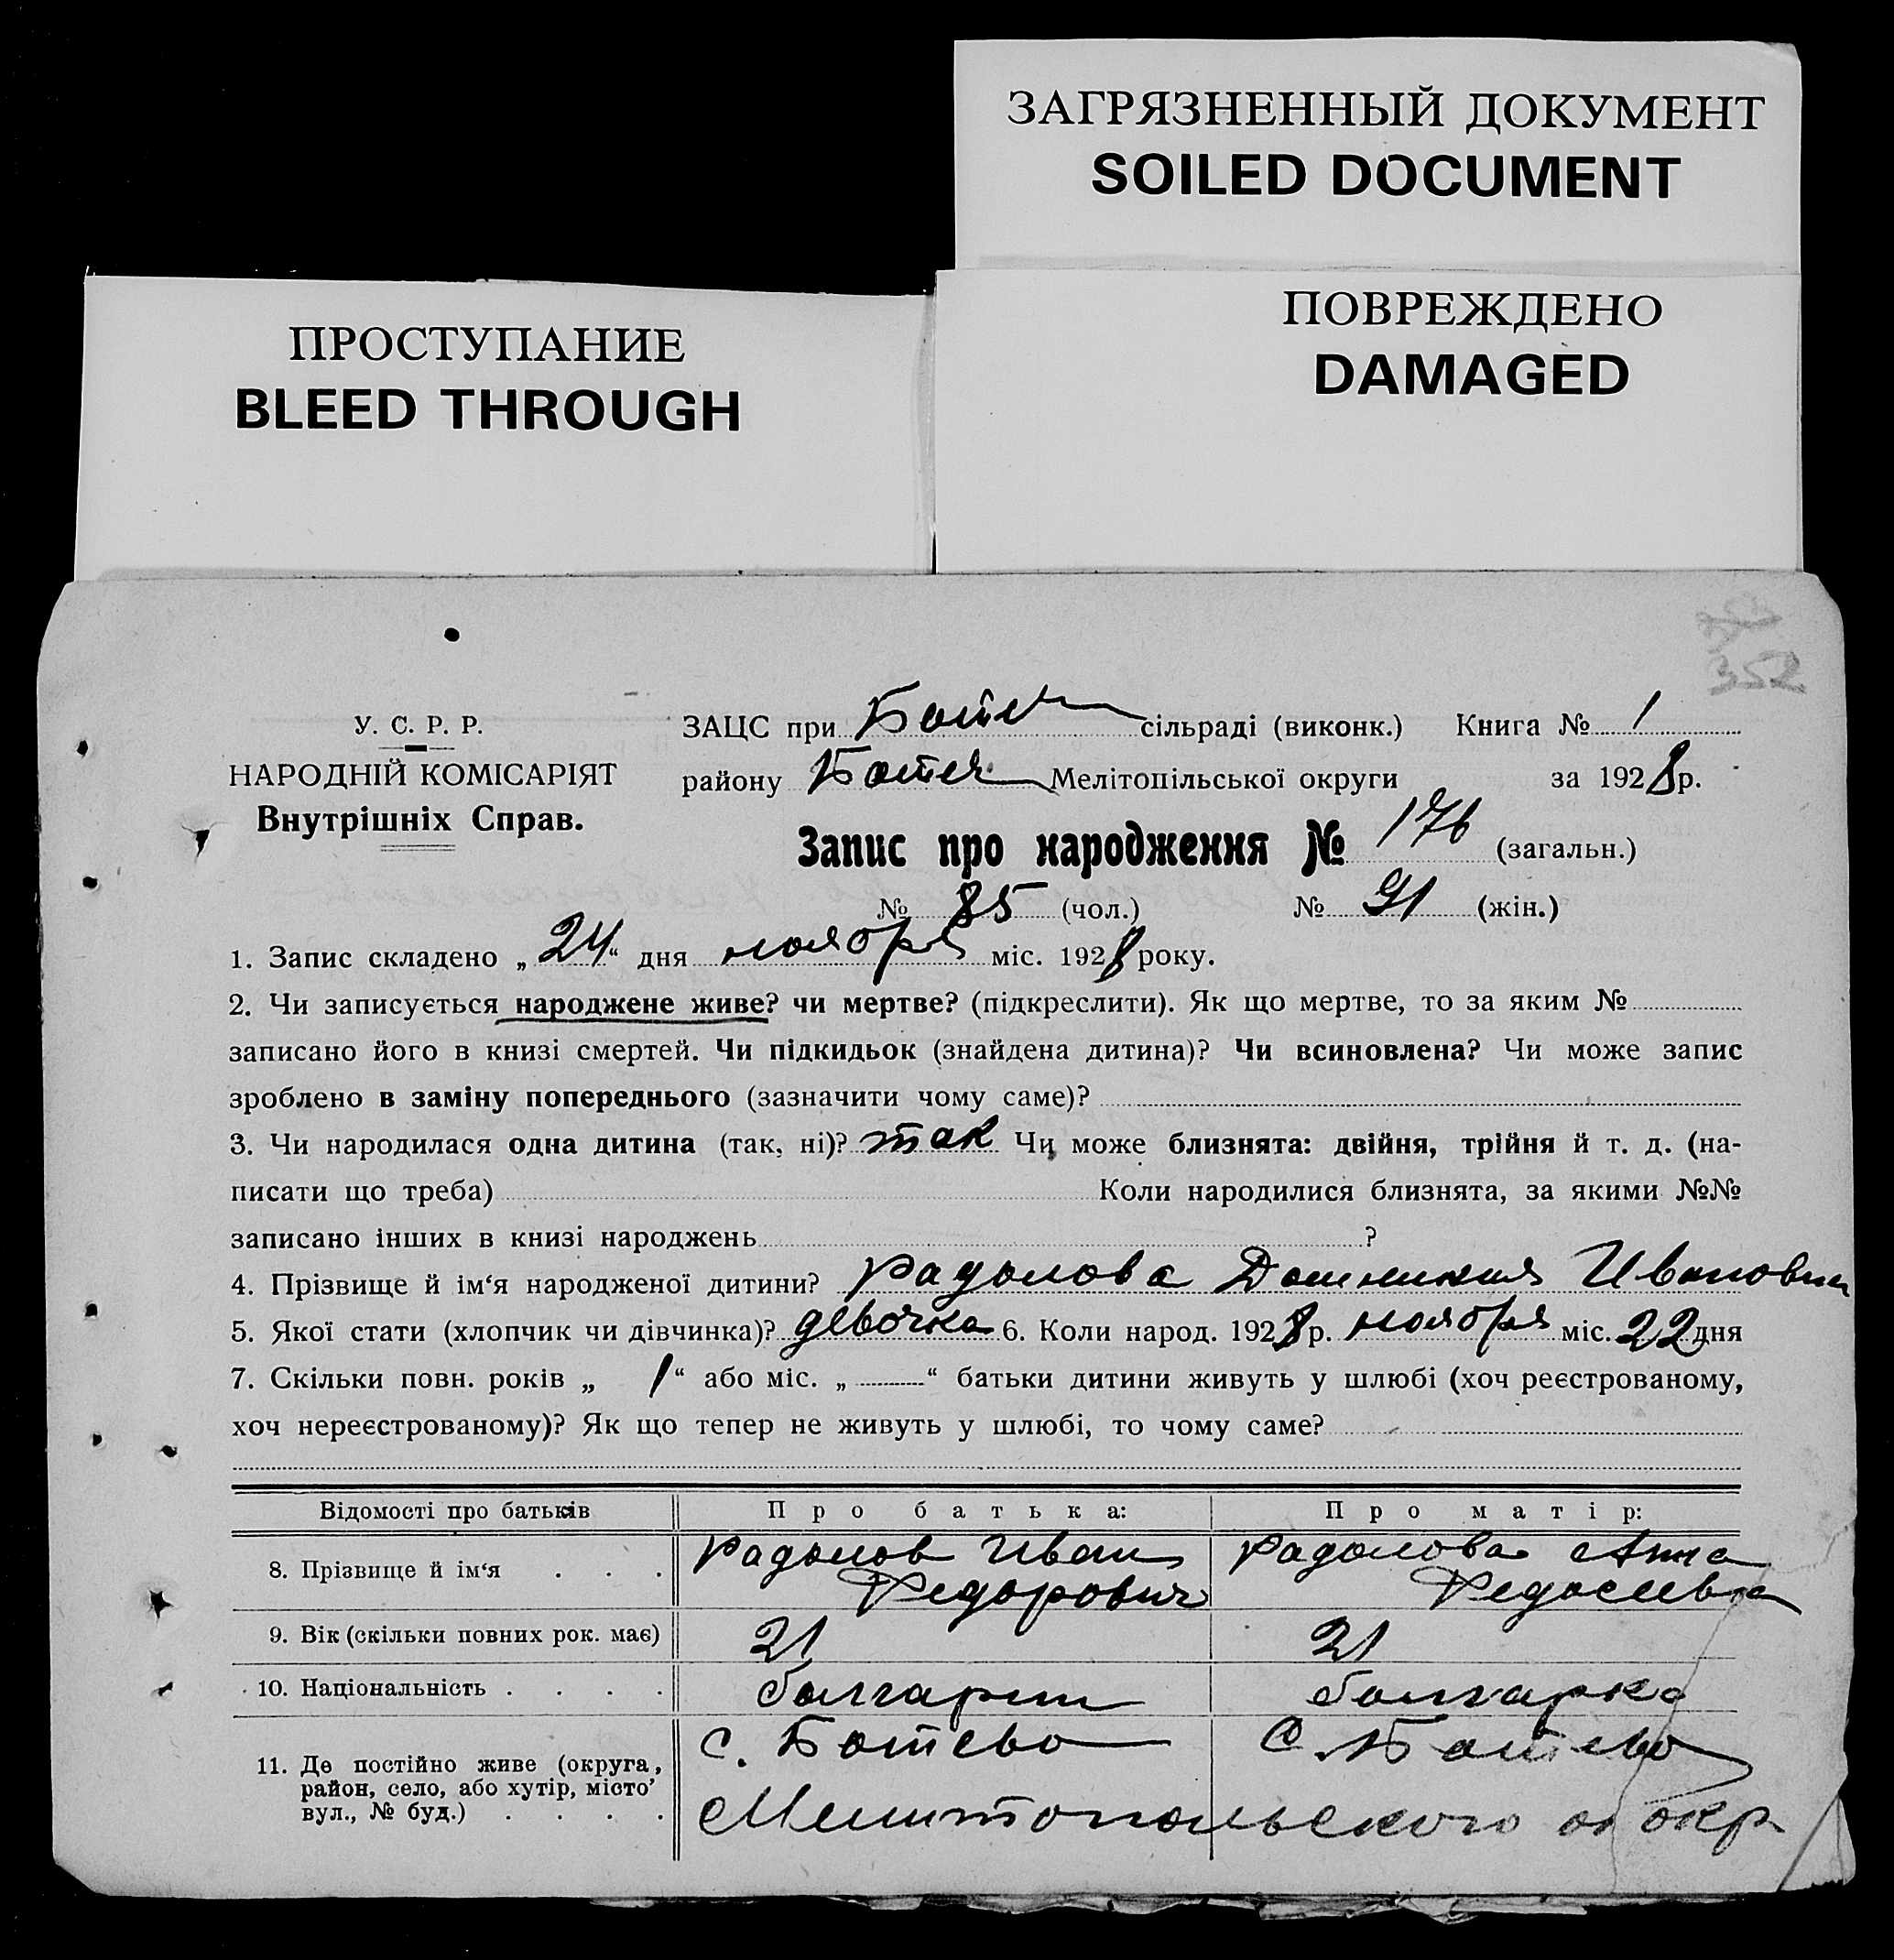 ЗАГРЯЗНЕННЫЙ ДОКУМЕНТ
SOILED DOCUMENT
ПРОСТУПАНИЕ
BLEED THROUGH
ПОВРЕЖДЕНО
DAMAGED
352
У. С. Р. Р.
НАРОДНІЙ КОМІСАРІЯТ
Внутрішніх Справ.
ЗАЦС при Ботев сільраді (виконк.) Книга № 1
району Ботев Мелітопільської округи за 1928 р.
Запис про народження № 176 (загальн.)
№ 85 (чол.) № 91 (жін.)
1. Запис складено „24“ дня ноября міс. 1928 року.
2. Чи записується народжене живе? чи мертве? (підкреслити). Як що мертве, то за яким №
записано його в книзі смертей. Чи підкидьок (знайдена дитина)? Чи всиновлена? Чи може запис
зроблено в заміну попереднього (зазначити чому саме)?
3. Чи народилася одна дитина (так, ні)? так Чи може близнята: двійня, трійня й т. д. (на-
писати що треба) Коли народилися близнята, за якими №№
записано інших в книзі народжень ?
4. Прізвище й ім‘я народженої дитини? Радолова Домникия Ивановна
5. Якої стати (хлопчик чи дівчинка)? девочка 6. Коли народ. 1928 р. ноября міс. 22 дня
7. Скільки повн. років „ 1 “ або міс. „ “ батьки дитини живуть у шлюбі (хоч реєстрованому,
хоч нереєстрованому)? Як що тепер не живуть у шлюбі, то чому саме?
Відомості про батьків Про батька: Про матір:
8. Прізвище й ім‘я . . . Радолов Иван Федорович Радолова Анна Федосеевна
9. Вік (скільки повних рок. має) 21 21
10. Національність . . . . болгарин болгарка
11. Де постійно живе (округа, район, село, або хутір, місто’ вул., № буд.) . . . . с. Ботево с. Ботево
Мелитопольского окр.